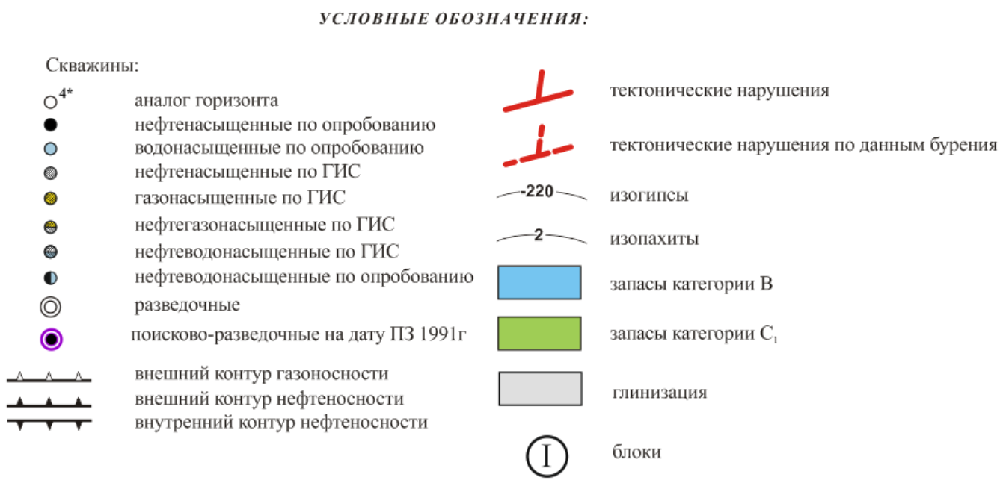 УСЛОВНЫЕ ОБОЗНАЧЕНИЯ:
Скважины:
4*
аналог горизонта
нефтенасыщенные по опробованию
водонасыщенные по опробованию
нефтенасыщенные по ГИС
газонасыщенные по ГИС
нефтегазонасыщенные по ГИС
нефтеводонасыщенные по ГИС
нефтеводонасыщенные по опробованию
разведочные
поисково-разведочные на дату ПЗ 1991г
внешний контур газоносности
внешний контур нефтеносности
внутренний контур нефтеносности
тектонические нарушения
тектонические нарушения по данным бурения
-220
изогипсы
2
изопахиты
запасы категории В
запасы категории С₁
глинизация
I
блоки